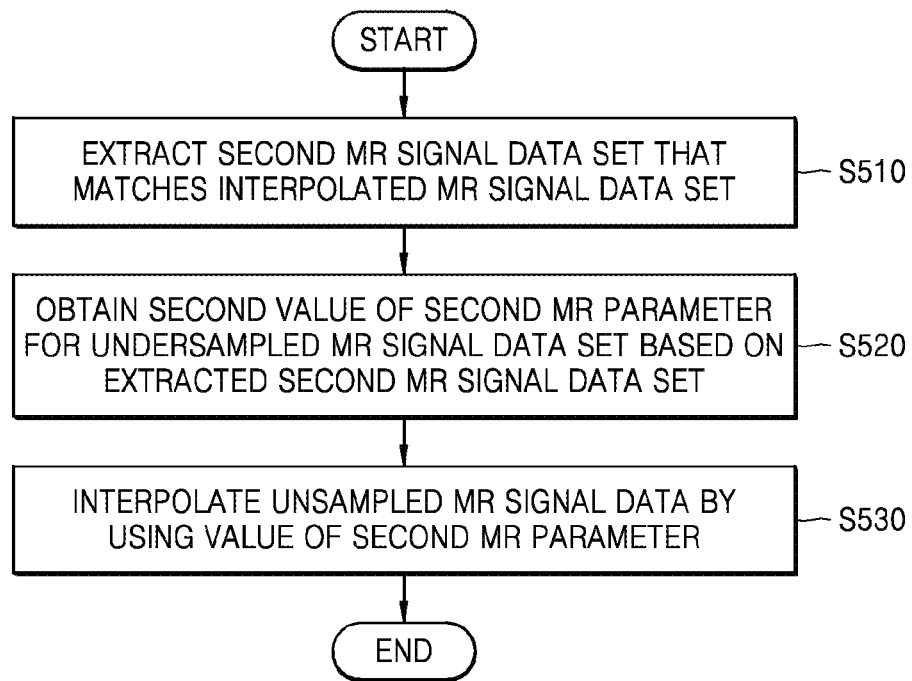 START
EXTRACT SECOND MR SIGNAL DATA SET THAT
MATCHES INTERPOLATED MR SIGNAL DATA SET
S510
OBTAIN SECOND VALUE OF SECOND MR PARAMETER
FOR UNDERSAMPLED MR SIGNAL DATA SET BASED ON
EXTRACTED SECOND MR SIGNAL DATA SET
S520
INTERPOLATE UNSAMPLED MR SIGNAL DATA BY
USING VALUE OF SECOND MR PARAMETER
S530
END